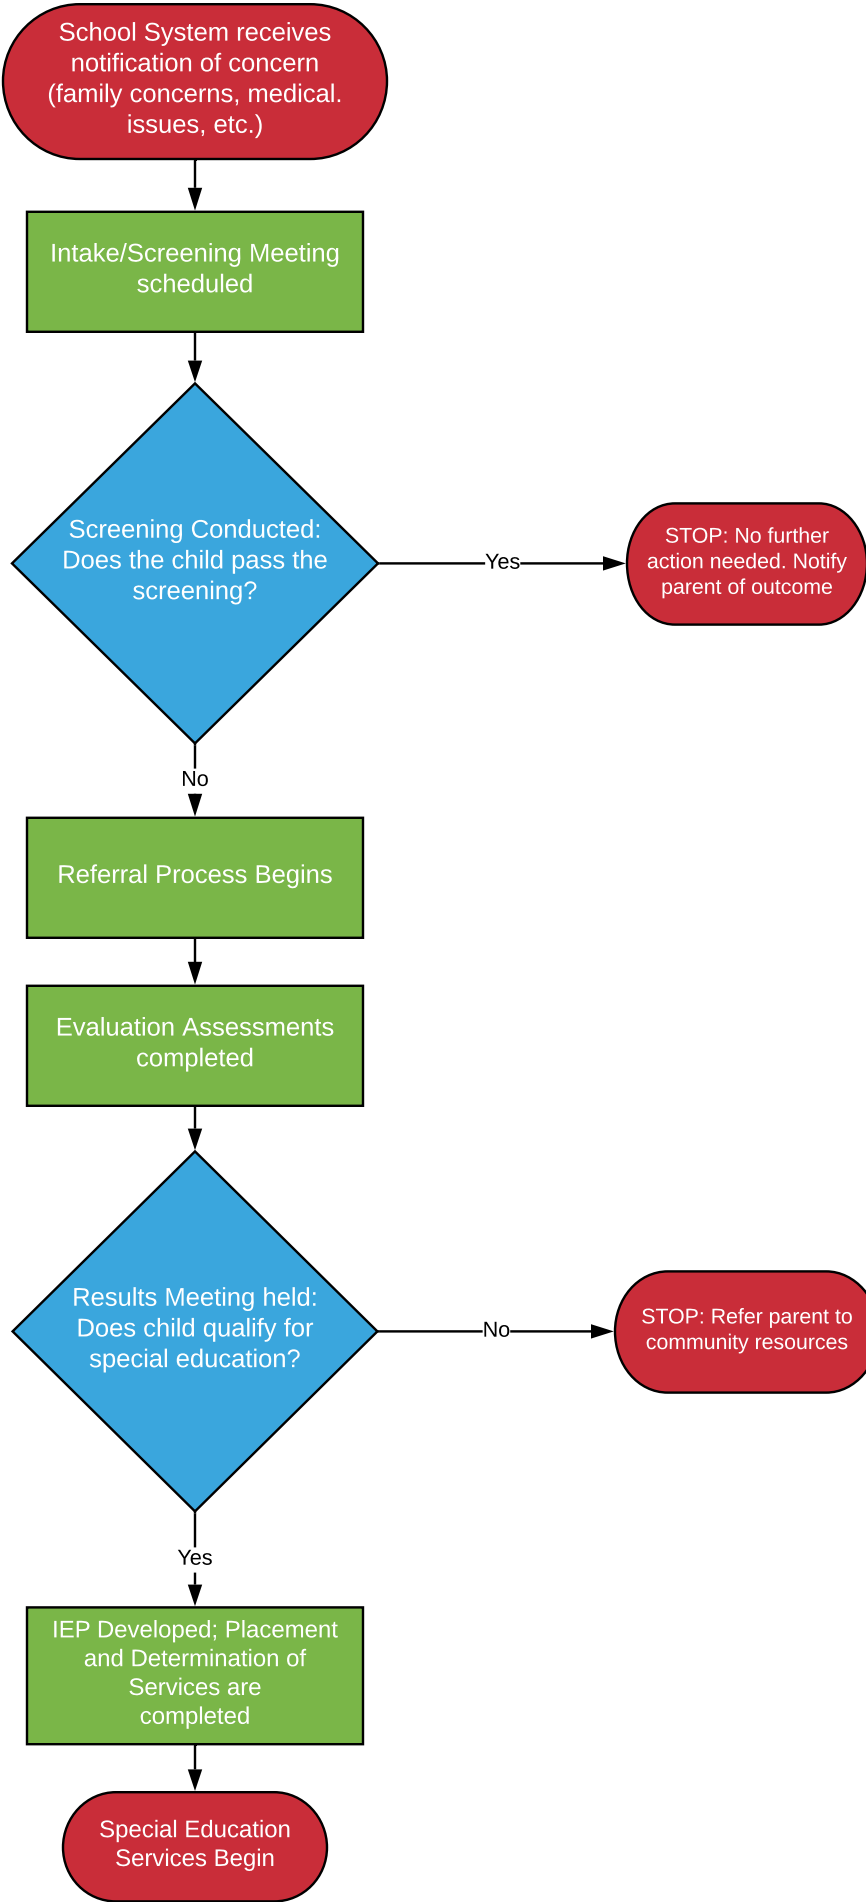 School System receives
notification of concern
(family concerns, medical.
issues, etc.)
Intake/Screening Meeting
scheduled
Screening Conducted:
Does the child pass the
screening?
Yes
STOP: No further
action needed. Notify
parent of outcome
No
Referral Process Begins
Evaluation Assessments
completed
Results Meeting held:
Does child qualify for
special education?
No
STOP: Refer parent to
community resources
Yes
IEP Developed; Placement
and Determination of
Services are
completed
Special Education
Services Begin